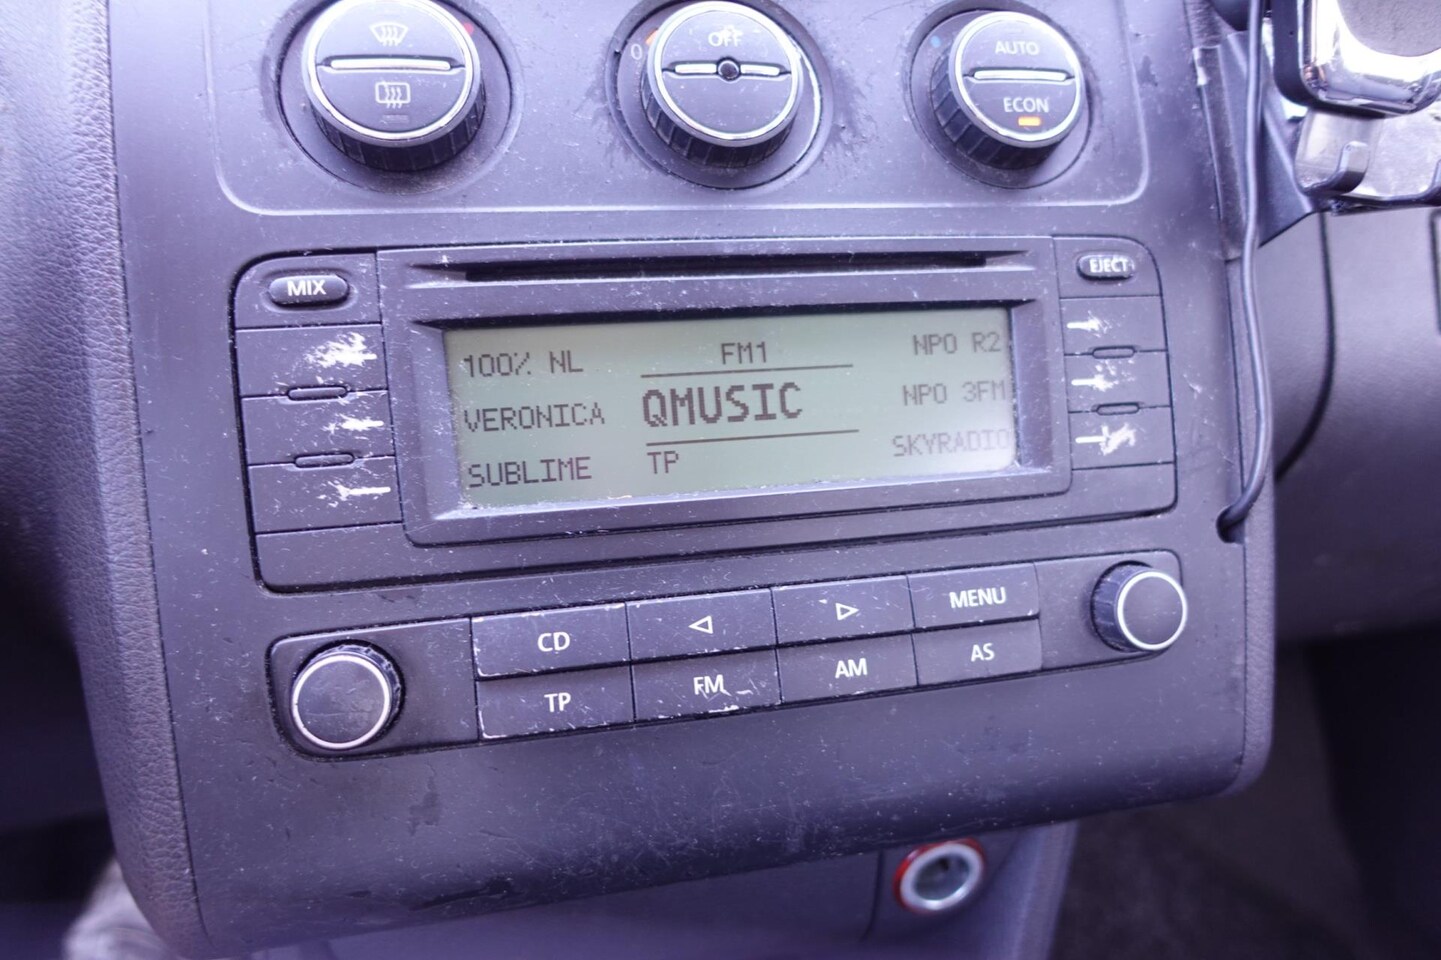 OFF
0
AUTO
ECON
MIX
EJECT
100% NL
FM1
NPO R2
VERONICA
QMUSIC
NPO 3FM
SUBLIME
TP
SKYRADIO
CD
MENU
TP
FM
AM
AS